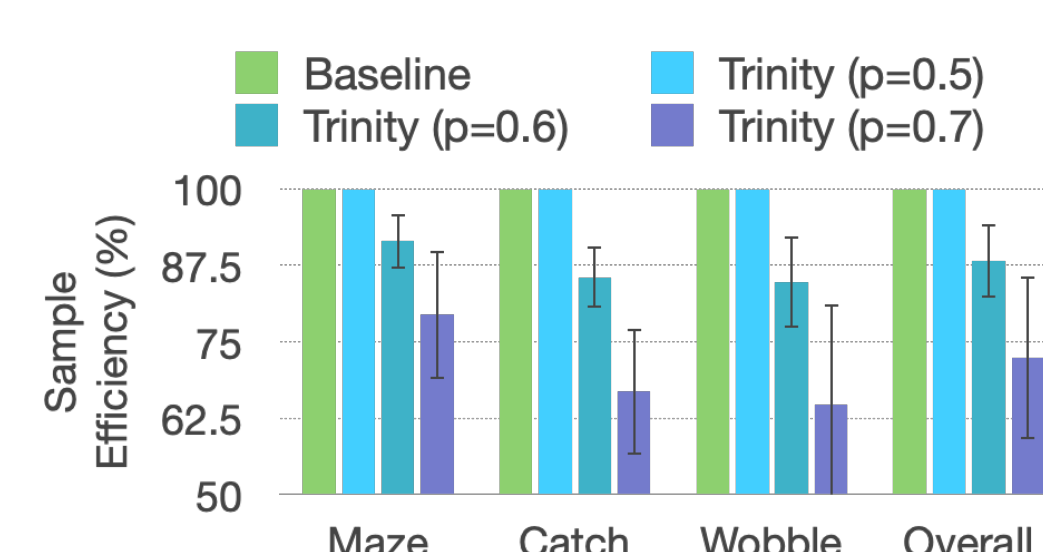 Baseline
Trinity (p=0.5)
Trinity (p=0.6)
Trinity (p=0.7)
100
87.5
75
62.5
50
Sample
Efficiency (%)
Maze
Catch
Wobble
Overall